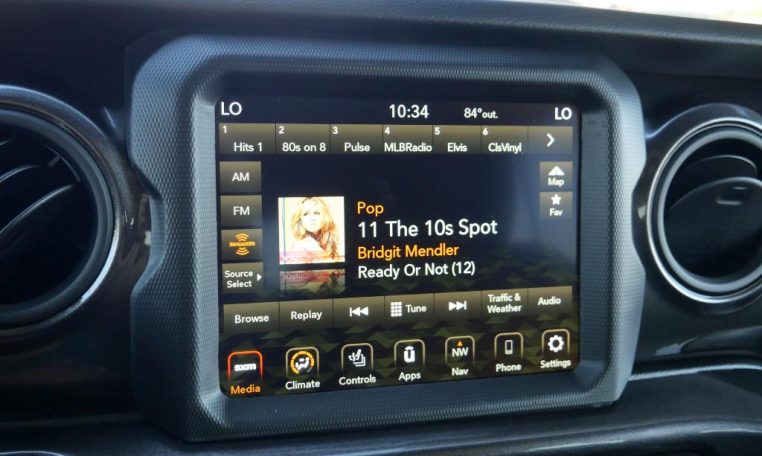 LO 10:34 84°out. LO
1 2 3 4 5 6
Hits 1 80s on 8 Pulse MLBRadio Elvis ClsVinyl >
AM
Map
FM
Fav
SiriusXM
Source
Select
Pop
11 The 10s Spot
Bridgit Mendler
Ready Or Not (12)
Browse Replay Tune Traffic &
Weather Audio
sxm
Media Climate Controls
Apps
NW
Nav Phone Settings